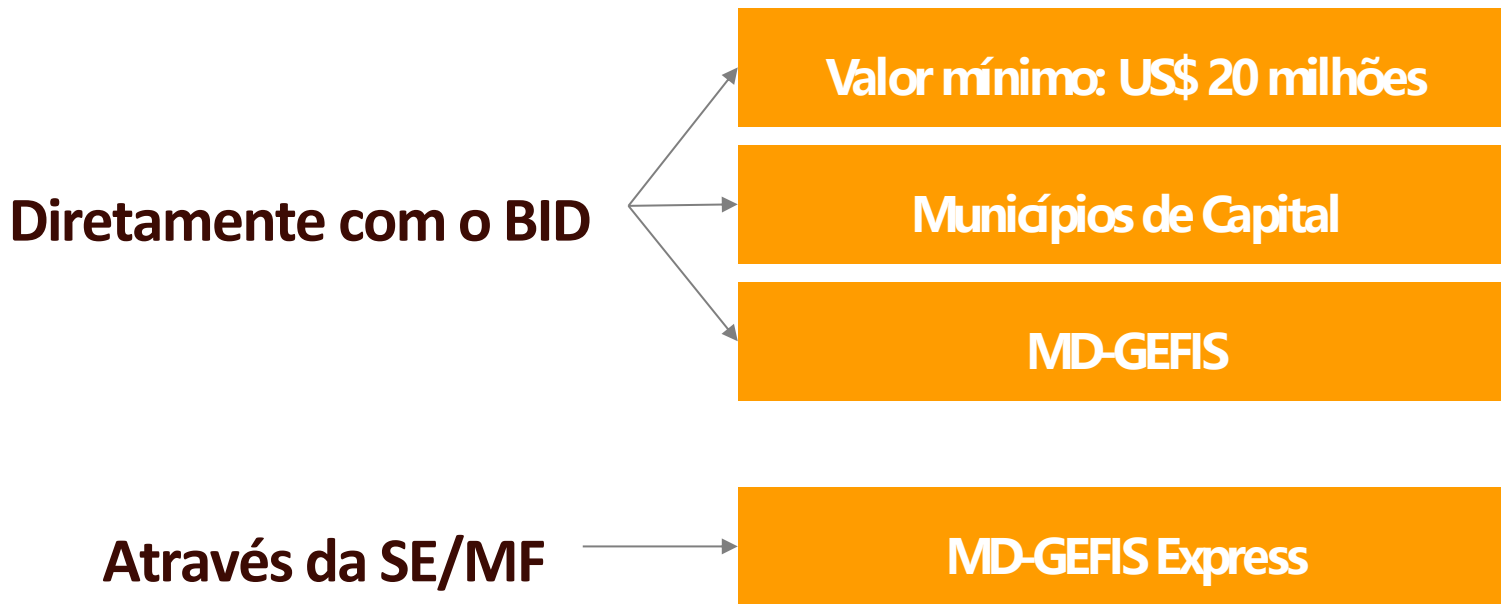 Valor mínimo: US$ 20 milhões
Diretamente com o BID
Municípios de Capital
MD-GEFIS
Através da SE/MF
MD-GEFIS Express